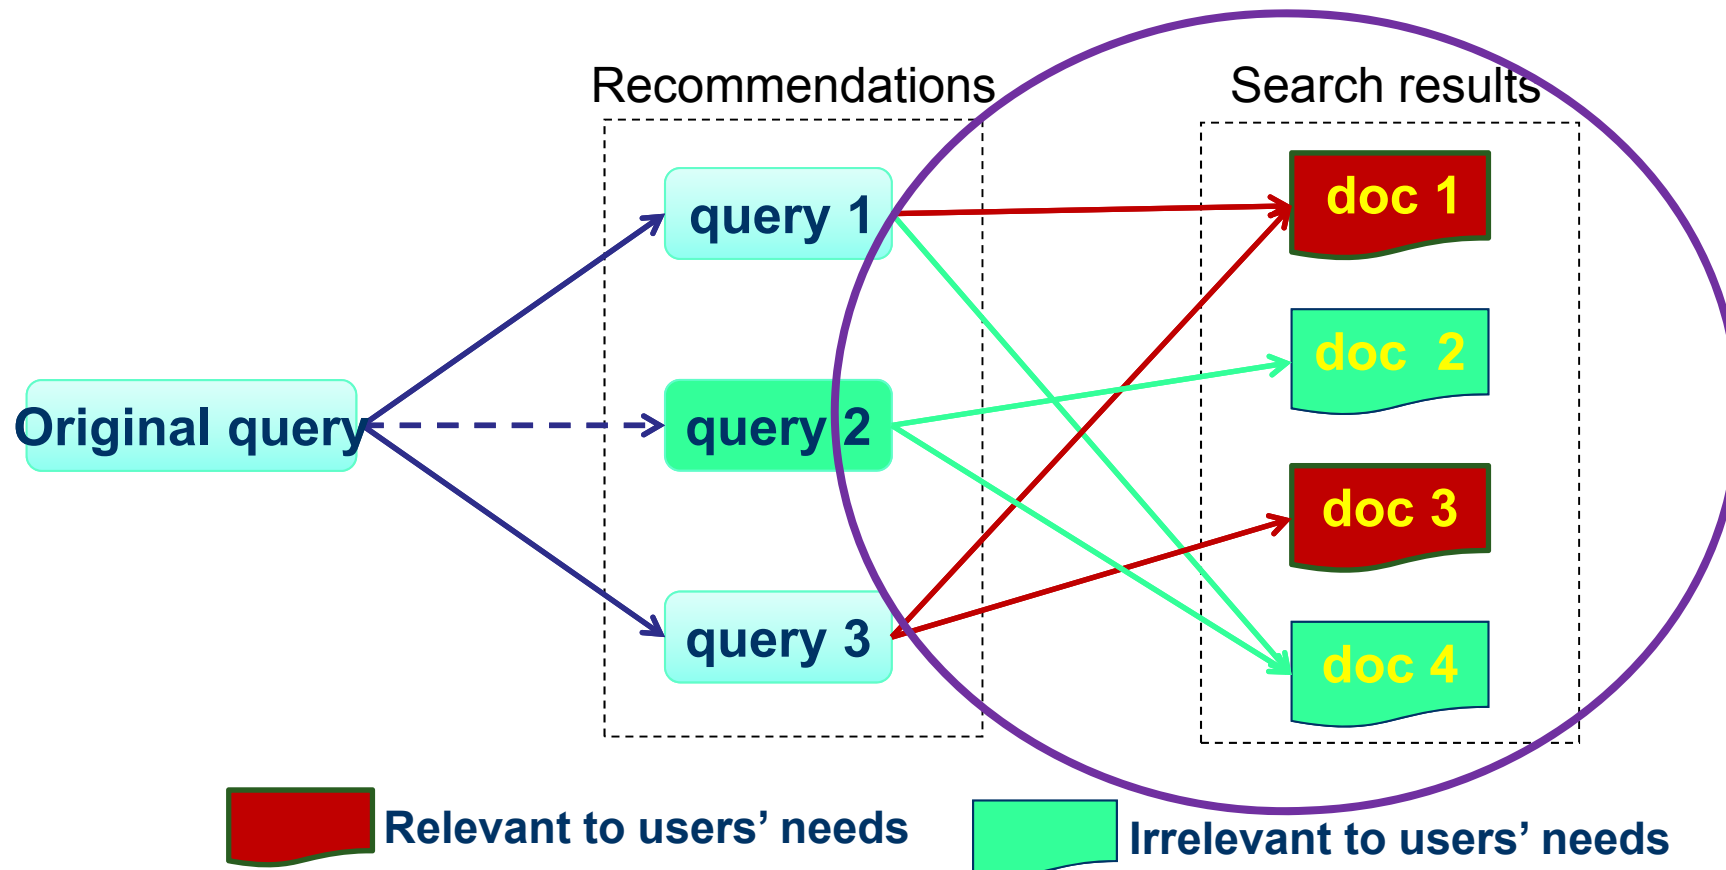 Recommendations
Search results
query 1
doc 1
doc 2
Original query
query 2
doc 3
query 3
doc 4
Relevant to users’ needs
Irrelevant to users’ needs